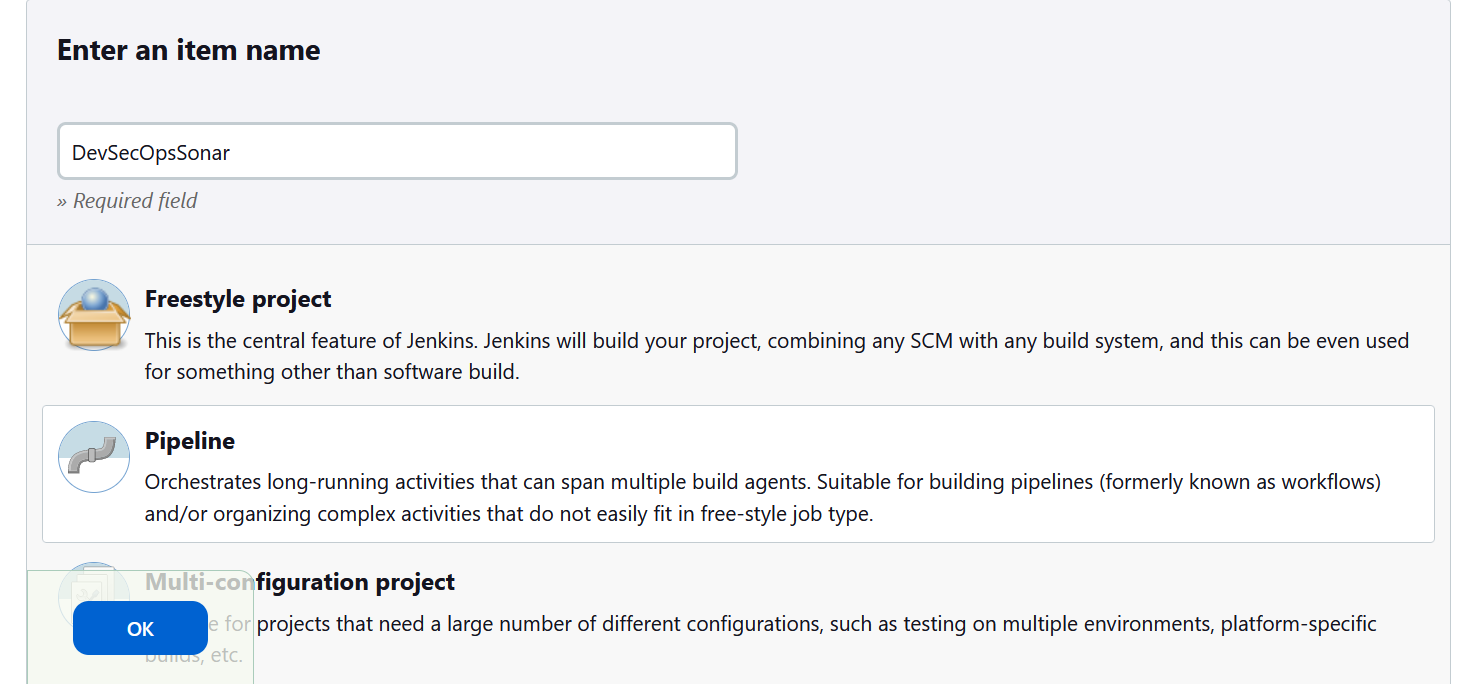 Enter an item name
DevSecOpsSonar
» Required field
Freestyle project
This is the central feature of Jenkins. Jenkins will build your project, combining any SCM with any build system, and this can be even used
for something other than software build.
Pipeline
Orchestrates long-running activities that can span multiple build agents. Suitable for building pipelines (formerly known as workflows)
and/or organizing complex activities that do not easily fit in free-style job type.
Multi-configuration project
for projects that need a large number of different configurations, such as testing on multiple environments, platform-specific
OK
builds, etc.